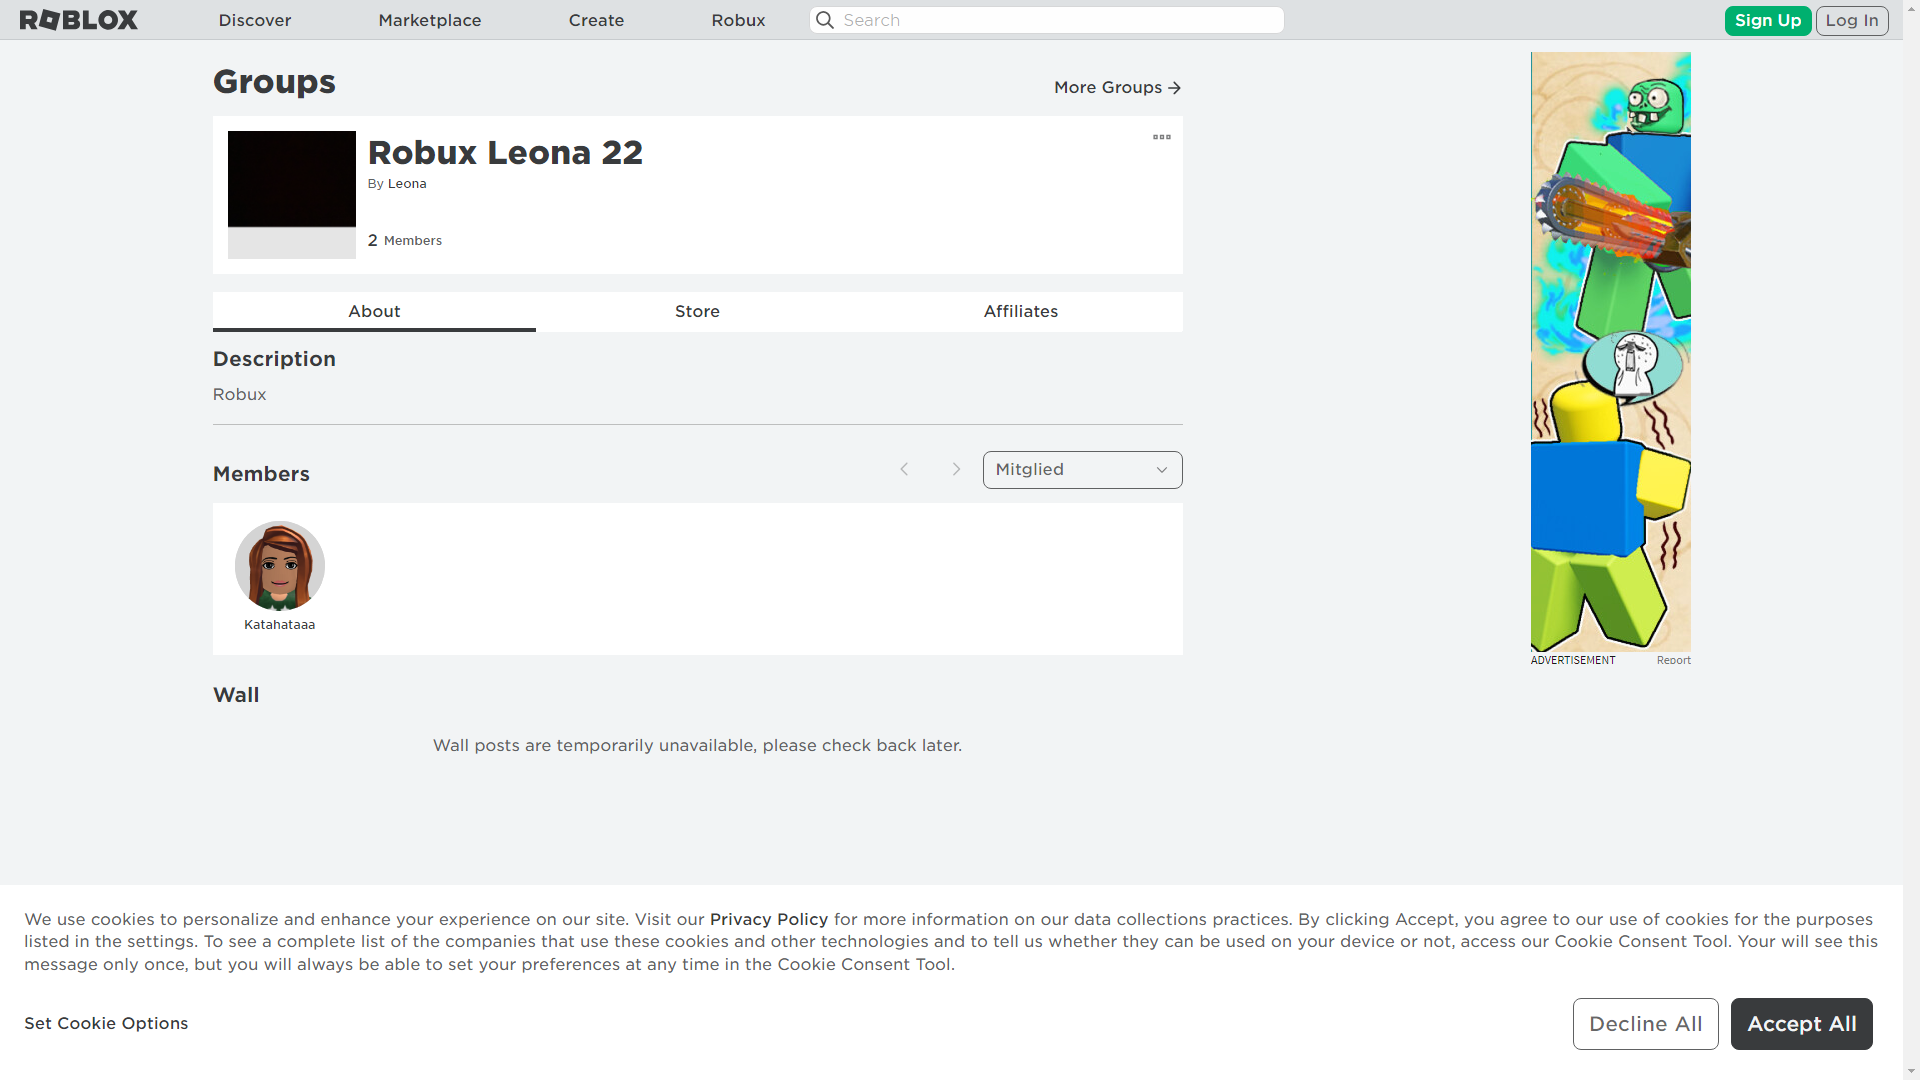 ROBLOX
Discover
Marketplace
Create
Robux
Search
Sign Up
Log In
Groups
More Groups
Robux Leona 22
By Leona
2 Members
About
Store
Affiliates
Description
Robux
Members
Mitglied
Katahataaa
Wall
Wall posts are temporarily unavailable, please check back later.
ADVERTISEMENT
Report
We use cookies to personalize and enhance your experience on our site. Visit our Privacy Policy for more information on our data collections practices. By clicking Accept, you agree to our use of cookies for the purposes
listed in the settings. To see a complete list of the companies that use these cookies and other technologies and to tell us whether they can be used on your device or not, access our Cookie Consent Tool. Your will see this
message only once, but you will always be able to set your preferences at any time in the Cookie Consent Tool.
Set Cookie Options
Decline All
Accept All